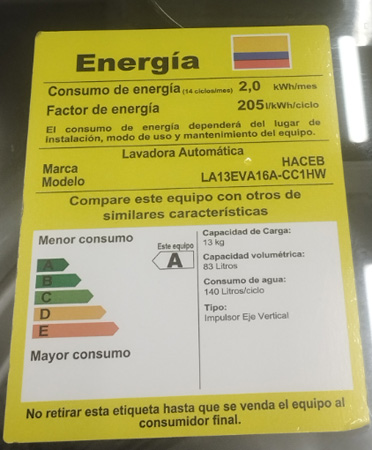 Energía
Consumo de energía (14 ciclos/mes) 2,0 kWh/mes
Factor de energía 205 l/kWh/ciclo
El consumo de energía dependerá del lugar de
instalación, modo de uso y mantenimiento del equipo.
Lavadora Automática
Marca HACEB
Modelo LA13EVA16A-CC1HW
Compare este equipo con otros de
similares características
Menor consumo
Este equipo
A
A
B
C
D
E
Mayor consumo
Capacidad de Carga:
13 kg
Capacidad volumétrica:
83 Litros
Consumo de agua:
140 Litros/ciclo
Tipo:
Impulsor Eje Vertical
No retirar esta etiqueta hasta que se venda el equipo al
consumidor final.